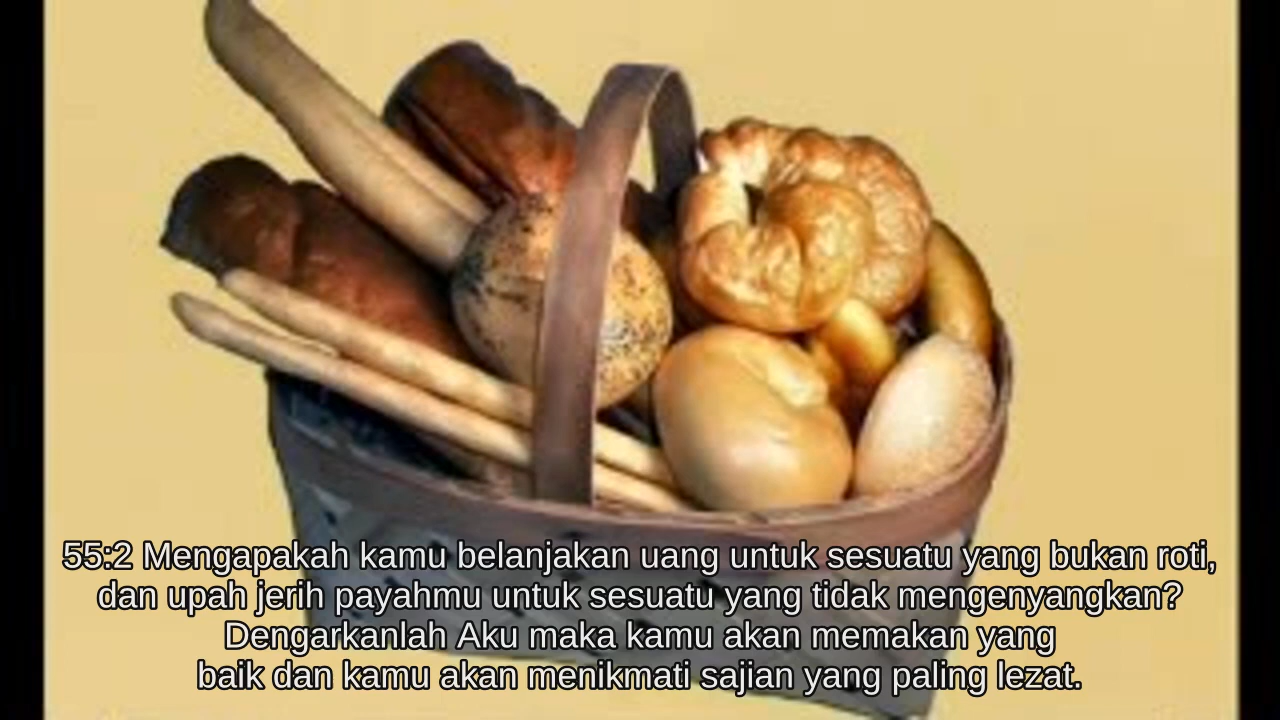 55:2 Mengapakah kamu belanjakan uang untuk sesuatu yang bukan roti,
dan upah jerih payahmu untuk sesuatu yang tidak mengenyangkan?
Dengarkanlah Aku maka kamu akan memakan yang
baik dan kamu akan menikmati sajian yang paling lezat.